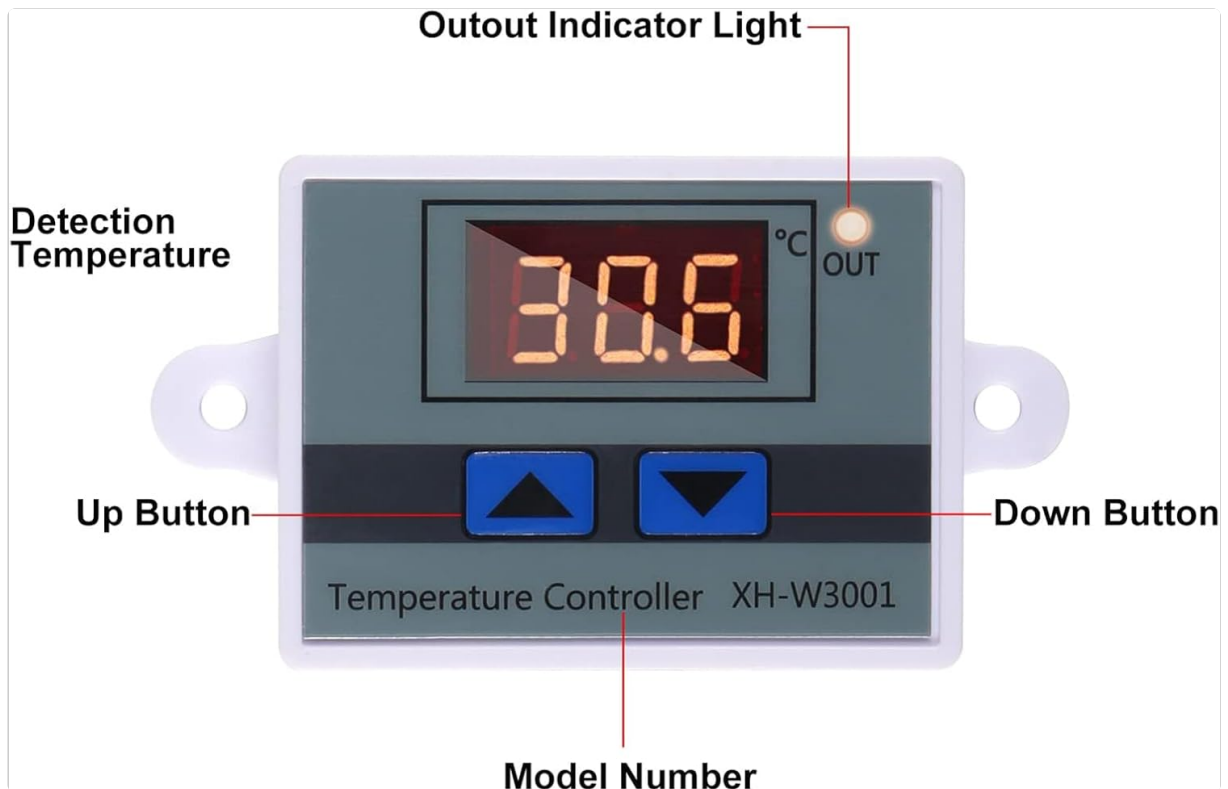 Outout Indicator Light
Detection
Temperature
30.6
°C
OUT
Up Button
Down Button
Temperature Controller XH-W3001
Model Number